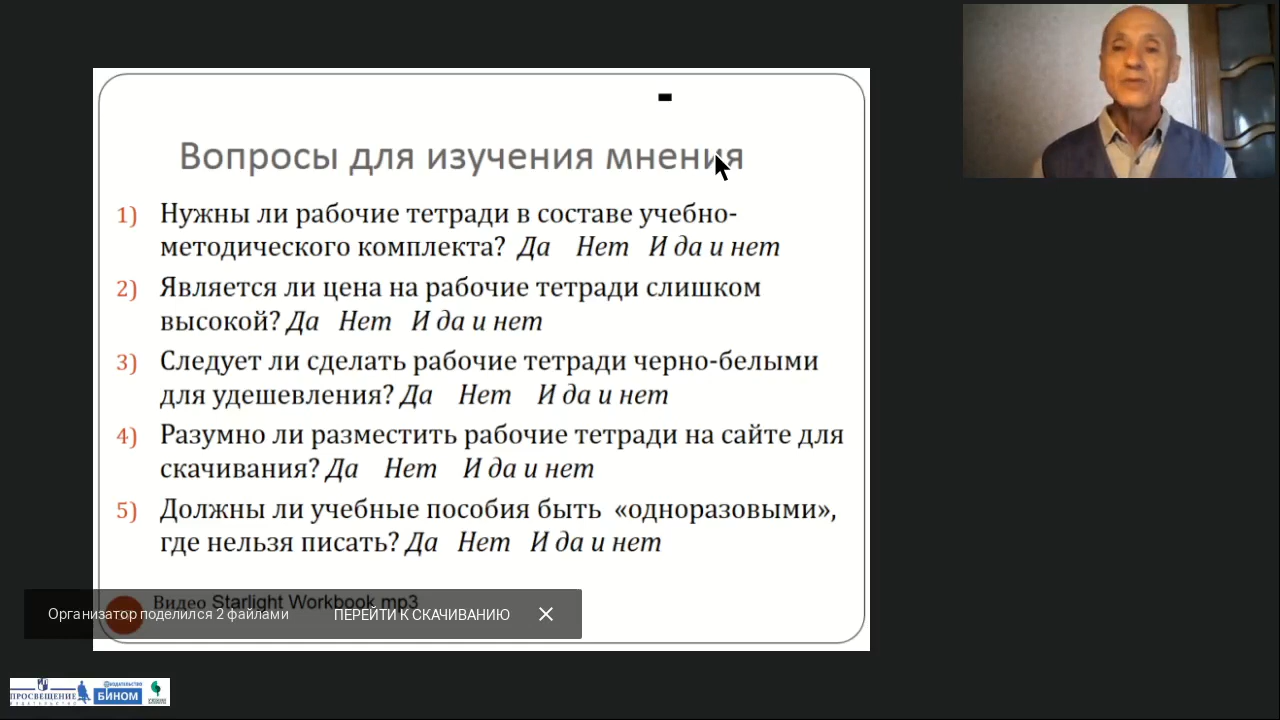 -
Вопросы для изучения мнения
1) Нужны ли рабочие тетради в составе учебно-
методического комплекта? Да Нет И да и нет
2) Является ли цена на рабочие тетради слишком
высокой? Да Нет И да и нет
3) Следует ли сделать рабочие тетради черно-белыми
для удешевления? Да Нет И да и нет
4) Разумно ли разместить рабочие тетради на сайте для
скачивания? Да Нет И да и нет
5) Должны ли учебные пособия быть «одноразовыми»,
где нельзя писать? Да Нет И да и нет
Видео Starlight Workbook mp3
Организатор поделился 2 файлами ПЕРЕЙТИ К СКАЧИВАНИЮ
ПРОСВЕЩЕНИЕ
ИЗДАТЕЛЬСТВО
ИЗДАТЕЛЬСТВО
БИНОМ